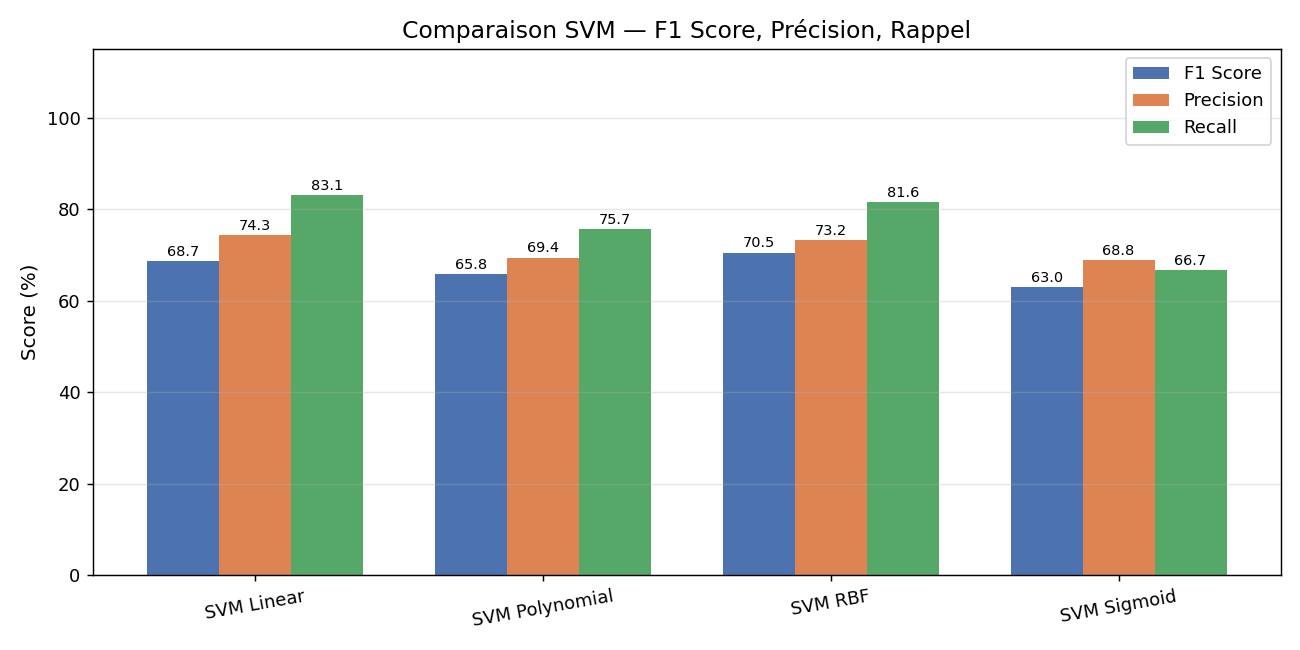 Comparaison SVM — F1 Score, Précision, Rappel
F1 Score
Precision
Recall
Score (%)
100
80
60
40
20
0
68.7
74.3
83.1
65.8
69.4
75.7
70.5
73.2
81.6
63.0
68.8
66.7
SVM Linear
SVM Polynomial
SVM RBF
SVM Sigmoid